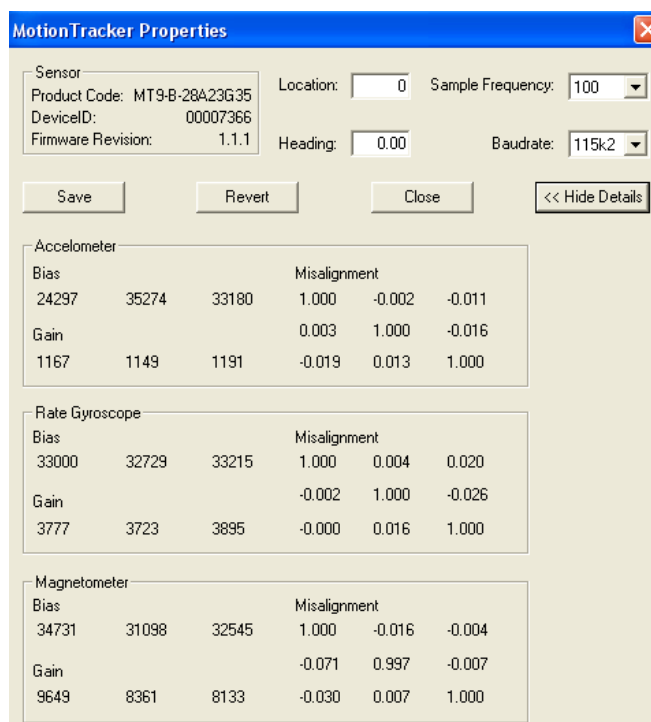 MotionTracker Properties
Sensor
Product Code: MT9-B-28A23G35
DeviceID: 00007366
Firmware Revision: 1.1.1
Location: 0
Sample Frequency: 100
Heading: 0.00
Baudrate: 115k2
Save Revert Close << Hide Details
Accelometer
Bias Misalignment
24297 35274 33180 1.000 -0.002 -0.011
Gain 0.003 1.000 -0.016
1167 1149 1191 -0.019 0.013 1.000
Rate Gyroscope
Bias Misalignment
33000 32729 33215 1.000 0.004 0.020
Gain -0.002 1.000 -0.026
3777 3723 3895 -0.000 0.016 1.000
Magnetometer
Bias Misalignment
34731 31098 32545 1.000 -0.016 -0.004
Gain -0.071 0.997 -0.007
9649 8361 8133 -0.030 0.007 1.000